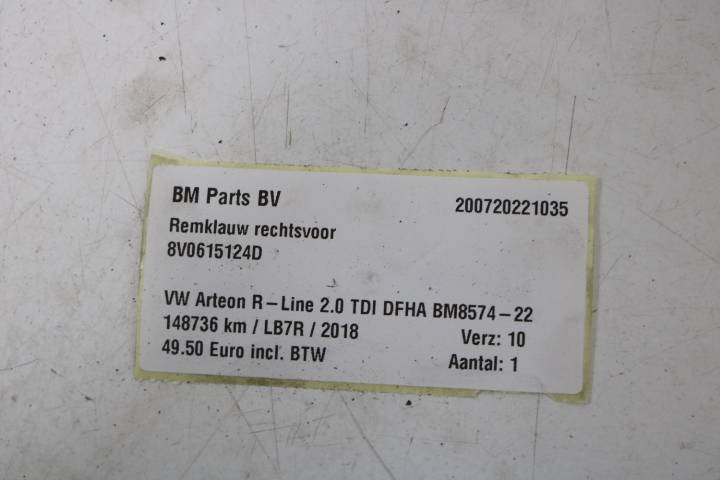 BM Parts BV 200720221035
Remklauw rechtsvoor
8V0615124D
VW Arteon R-Line 2.0 TDI DFHA BM8574-22
148736 km / LB7R / 2018 Verz: 10
49.50 Euro incl. BTW Aantal: 1